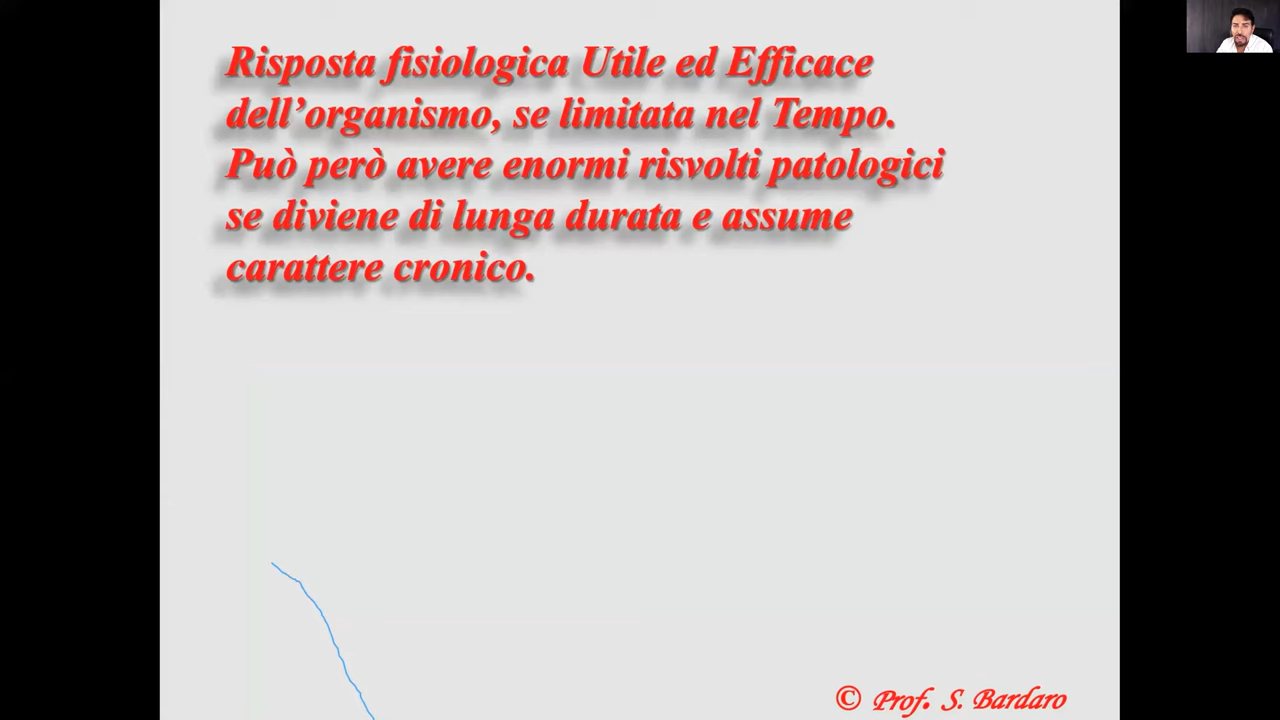 Risposta fisiologica Utile ed Efficace
dell’organismo, se limitata nel Tempo.
Può però avere enormi risvolti patologici
se diviene di lunga durata e assume
carattere cronico.
© Prof. S. Bardaro